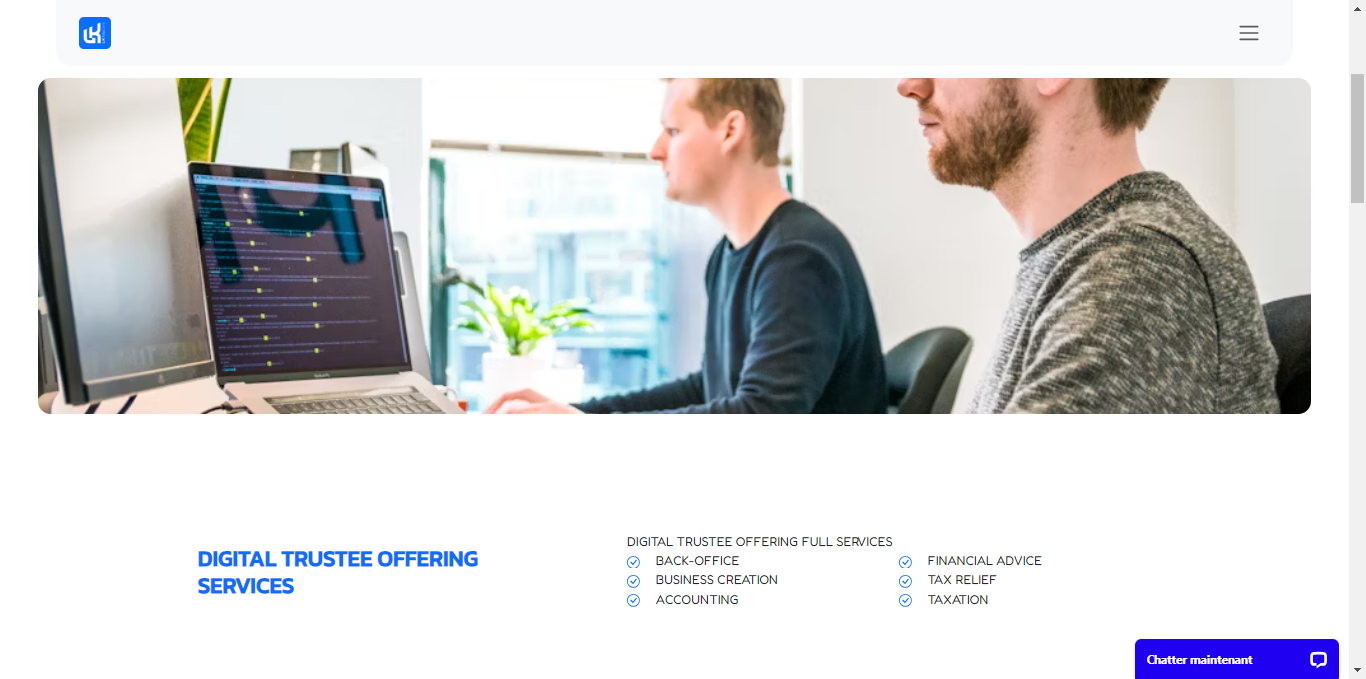 DIGITAL TRUSTEE OFFERING
SERVICES
DIGITAL TRUSTEE OFFERING FULL SERVICES
BACK-OFFICE
BUSINESS CREATION
ACCOUNTING
FINANCIAL ADVICE
TAX RELIEF
TAXATION
Chatter maintenant